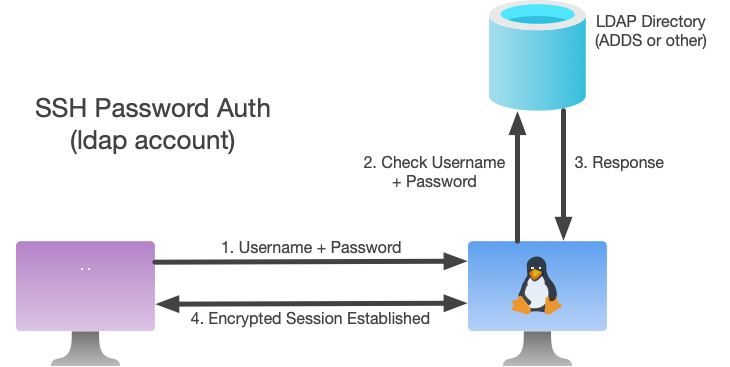 LDAP Directory
(ADDS or other)
SSH Password Auth
(ldap account)
2. Check Username
+ Password
3. Response
1. Username + Password
4. Encrypted Session Established